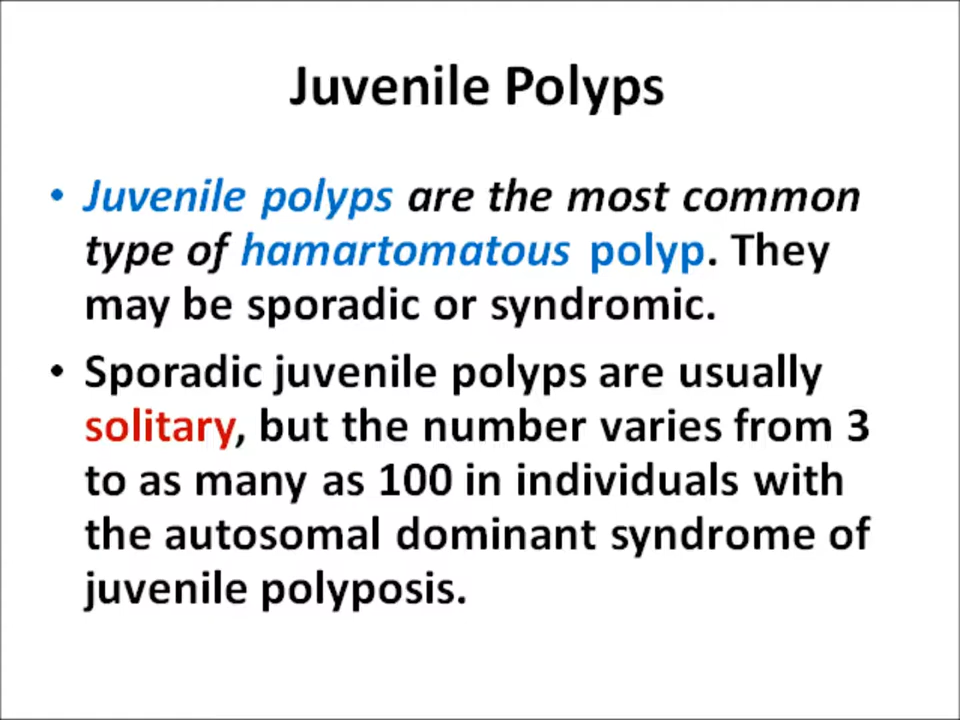 Juvenile Polyps
• Juvenile polyps are the most common
type of hamartomatous polyp. They
may be sporadic or syndromic.
• Sporadic juvenile polyps are usually
solitary, but the number varies from 3
to as many as 100 in individuals with
the autosomal dominant syndrome of
juvenile polyposis.